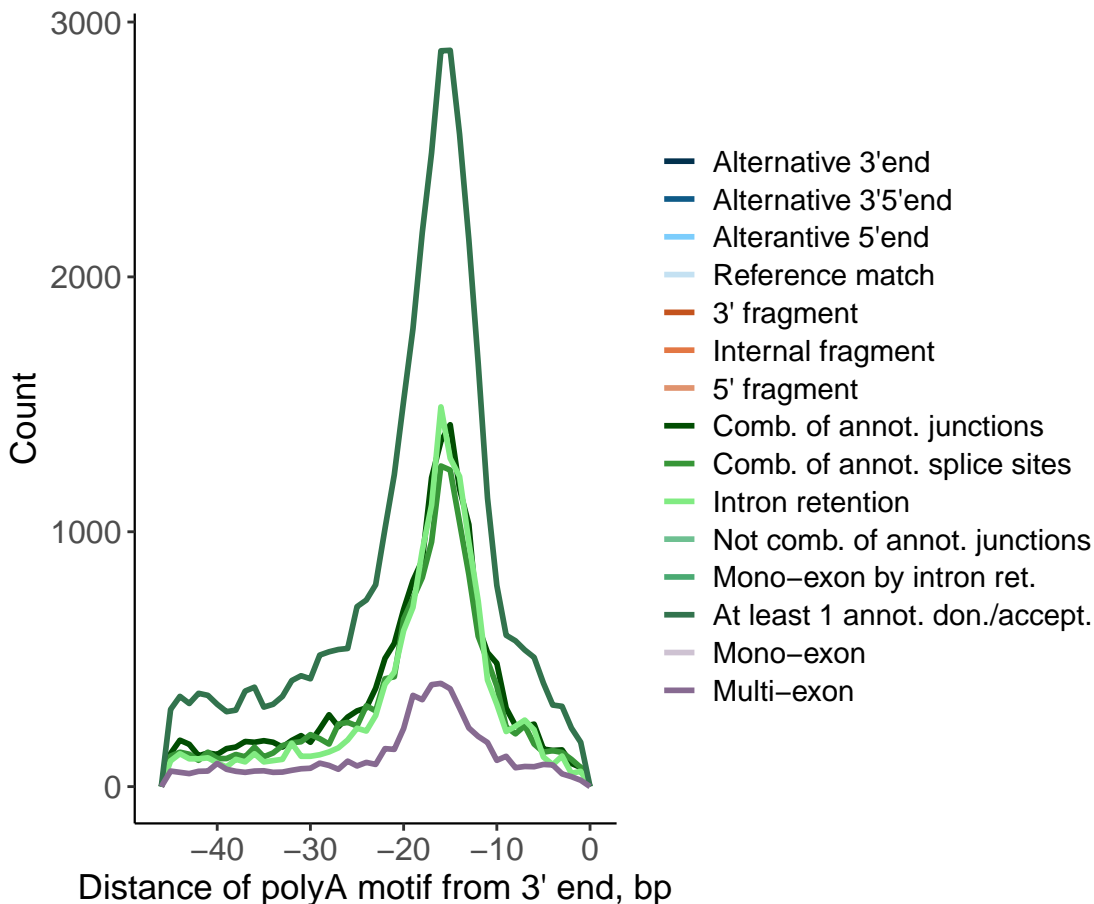 3000
2000
1000
0
Count
−40
−30
−20
−10
0
Distance of polyA motif from 3' end, bp
Alternative 3'end
Alternative 3'5'end
Alterantive 5'end
Reference match
3' fragment
Internal fragment
5' fragment
Comb. of annot. junctions
Comb. of annot. splice sites
Intron retention
Not comb. of annot. junctions
Mono−exon by intron ret.
At least 1 annot. don./accept.
Mono−exon
Multi−exon